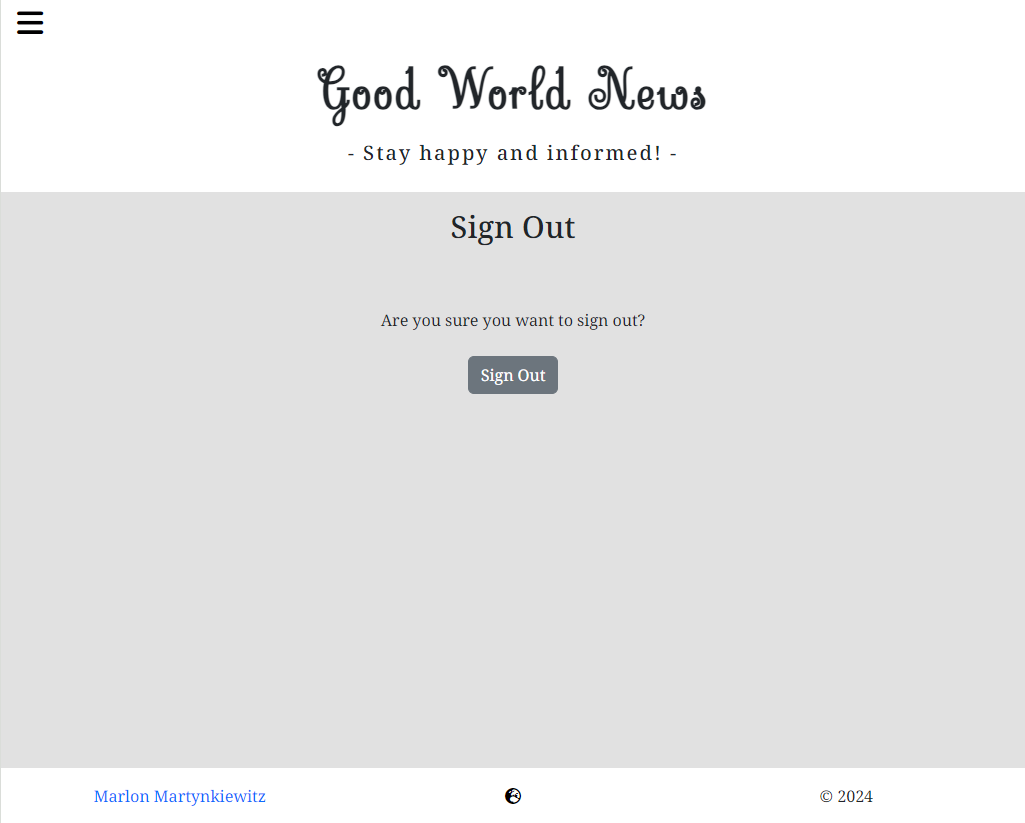 Good World News
- Stay happy and informed! -
Sign Out
Are you sure you want to sign out?
Sign Out
Marlon Martynkiewitz
© 2024